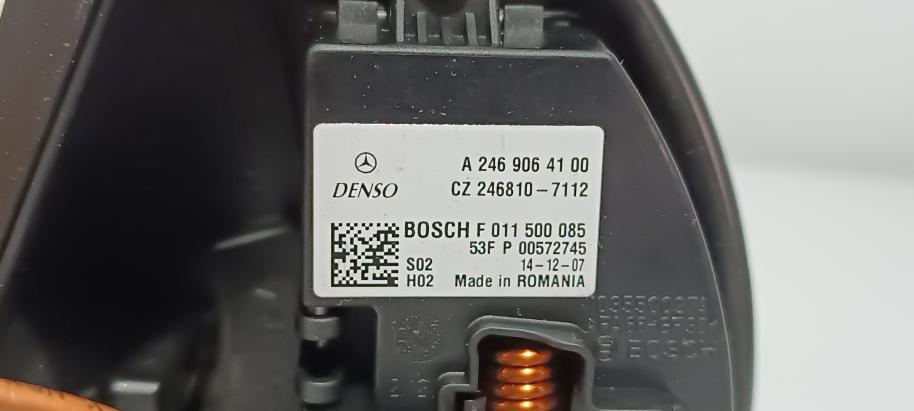 A 246 906 41 00
DENSO
CZ 246810-7112
BOSCH F 011 500 085
53F P 00572745
S02
14-12-07
H02
Made in ROMANIA
BOSCH